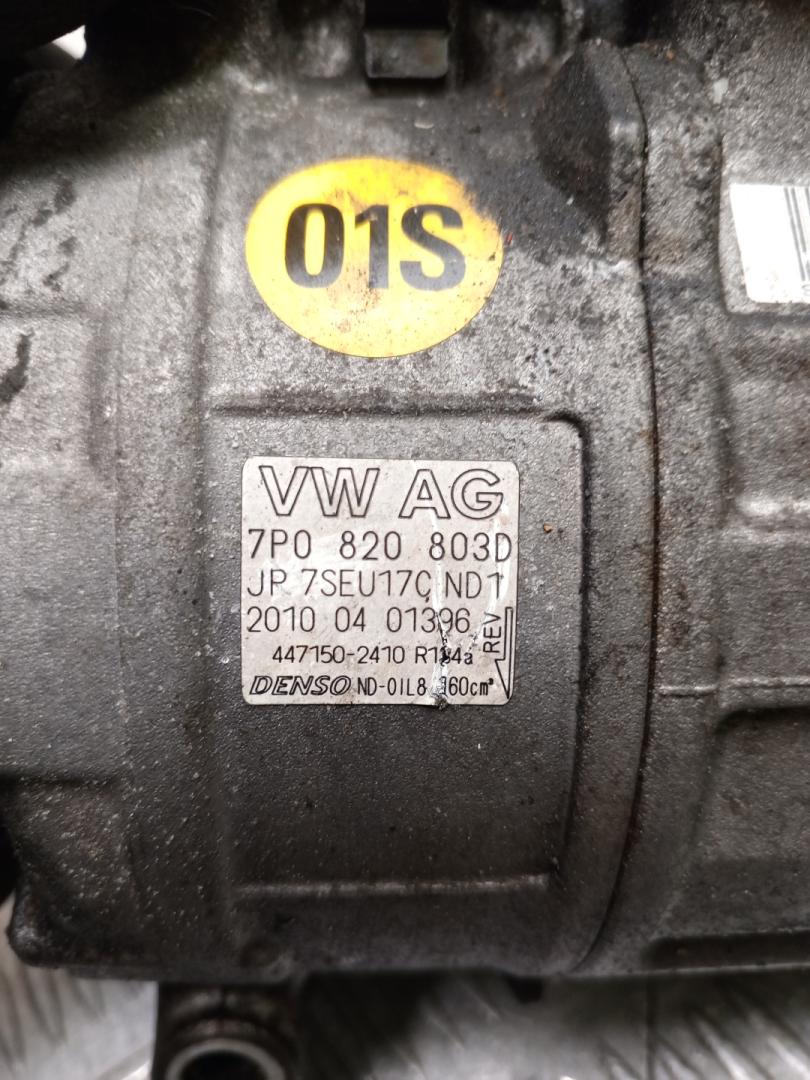 01S
VW AG
7P0 820 803D
JP 7SEU17C ND1
2010 04 01396
REV
447150-2410 R134a
DENSO ND-OIL8 160cm³